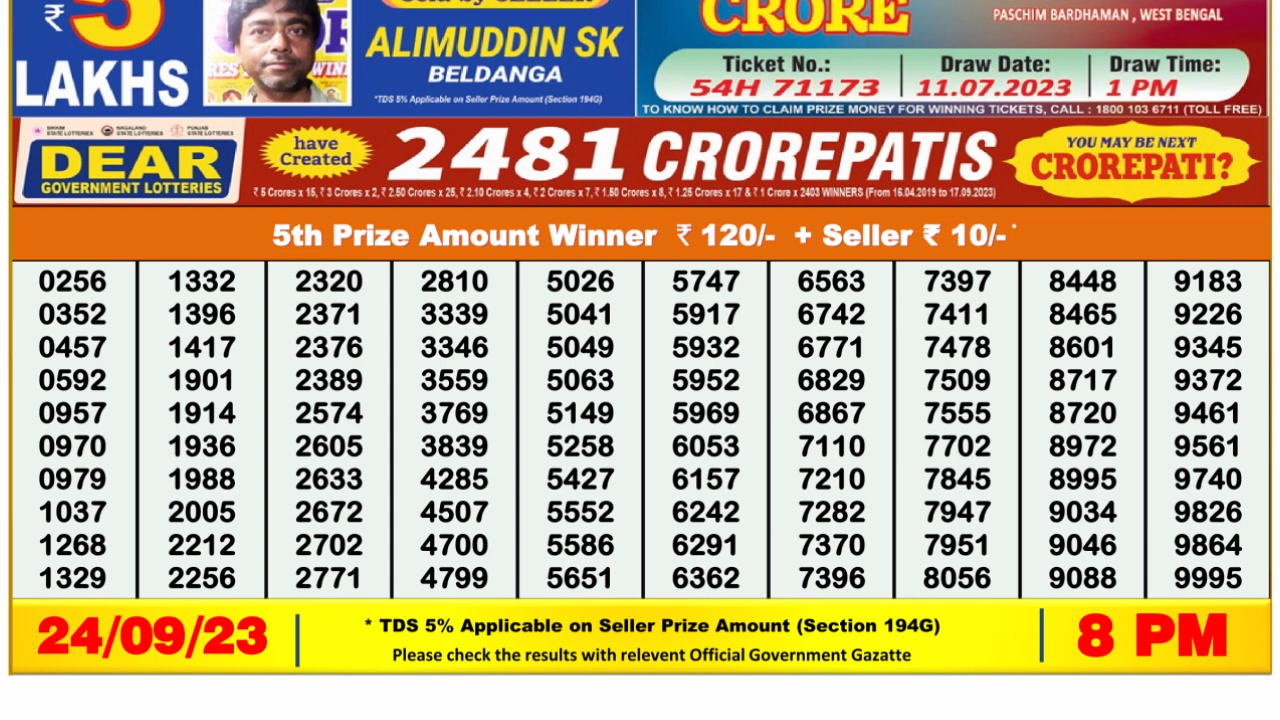 ₹ 5
LAKHS
ALIMUDDIN SK
BELDANGA
*TDS 5% Applicable on Seller Prize Amount (Section 194G)
CRORE
PASCHIM BARDHAMAN , WEST BENGAL
Ticket No.: Draw Date: Draw Time:
54H 71173 11.07.2023 1 PM
TO KNOW HOW TO CLAIM PRIZE MONEY FOR WINNING TICKETS, CALL : 1800 103 6711 (TOLL FREE)
SIKKIM STATE LOTTERIES NAGALAND STATE LOTTERIES PUNJAB STATE LOTTERIES
DEAR
GOVERNMENT LOTTERIES
have
Created
2481 CROREPATIS
₹ 5 Crores x 15, ₹ 3 Crores x 2, ₹ 2.50 Crores x 25, ₹ 2.10 Crores x 4, ₹ 2 Crores x 7, ₹ 1.50 Crores x 8, ₹ 1.25 Crores x 17 & ₹ 1 Crore x 2403 WINNERS (From 16.04.2019 to 17.09.2023)
YOU MAY BE NEXT
CROREPATI?
5th Prize Amount Winner ₹ 120/- + Seller ₹ 10/-*
0256 1332 2320 2810 5026 5747 6563 7397 8448 9183
0352 1396 2371 3339 5041 5917 6742 7411 8465 9226
0457 1417 2376 3346 5049 5932 6771 7478 8601 9345
0592 1901 2389 3559 5063 5952 6829 7509 8717 9372
0957 1914 2574 3769 5149 5969 6867 7555 8720 9461
0970 1936 2605 3839 5258 6053 7110 7702 8972 9561
0979 1988 2633 4285 5427 6157 7210 7845 8995 9740
1037 2005 2672 4507 5552 6242 7282 7947 9034 9826
1268 2212 2702 4700 5586 6291 7370 7951 9046 9864
1329 2256 2771 4799 5651 6362 7396 8056 9088 9995
24/09/23
* TDS 5% Applicable on Seller Prize Amount (Section 194G)
Please check the results with relevent Official Government Gazatte
8 PM